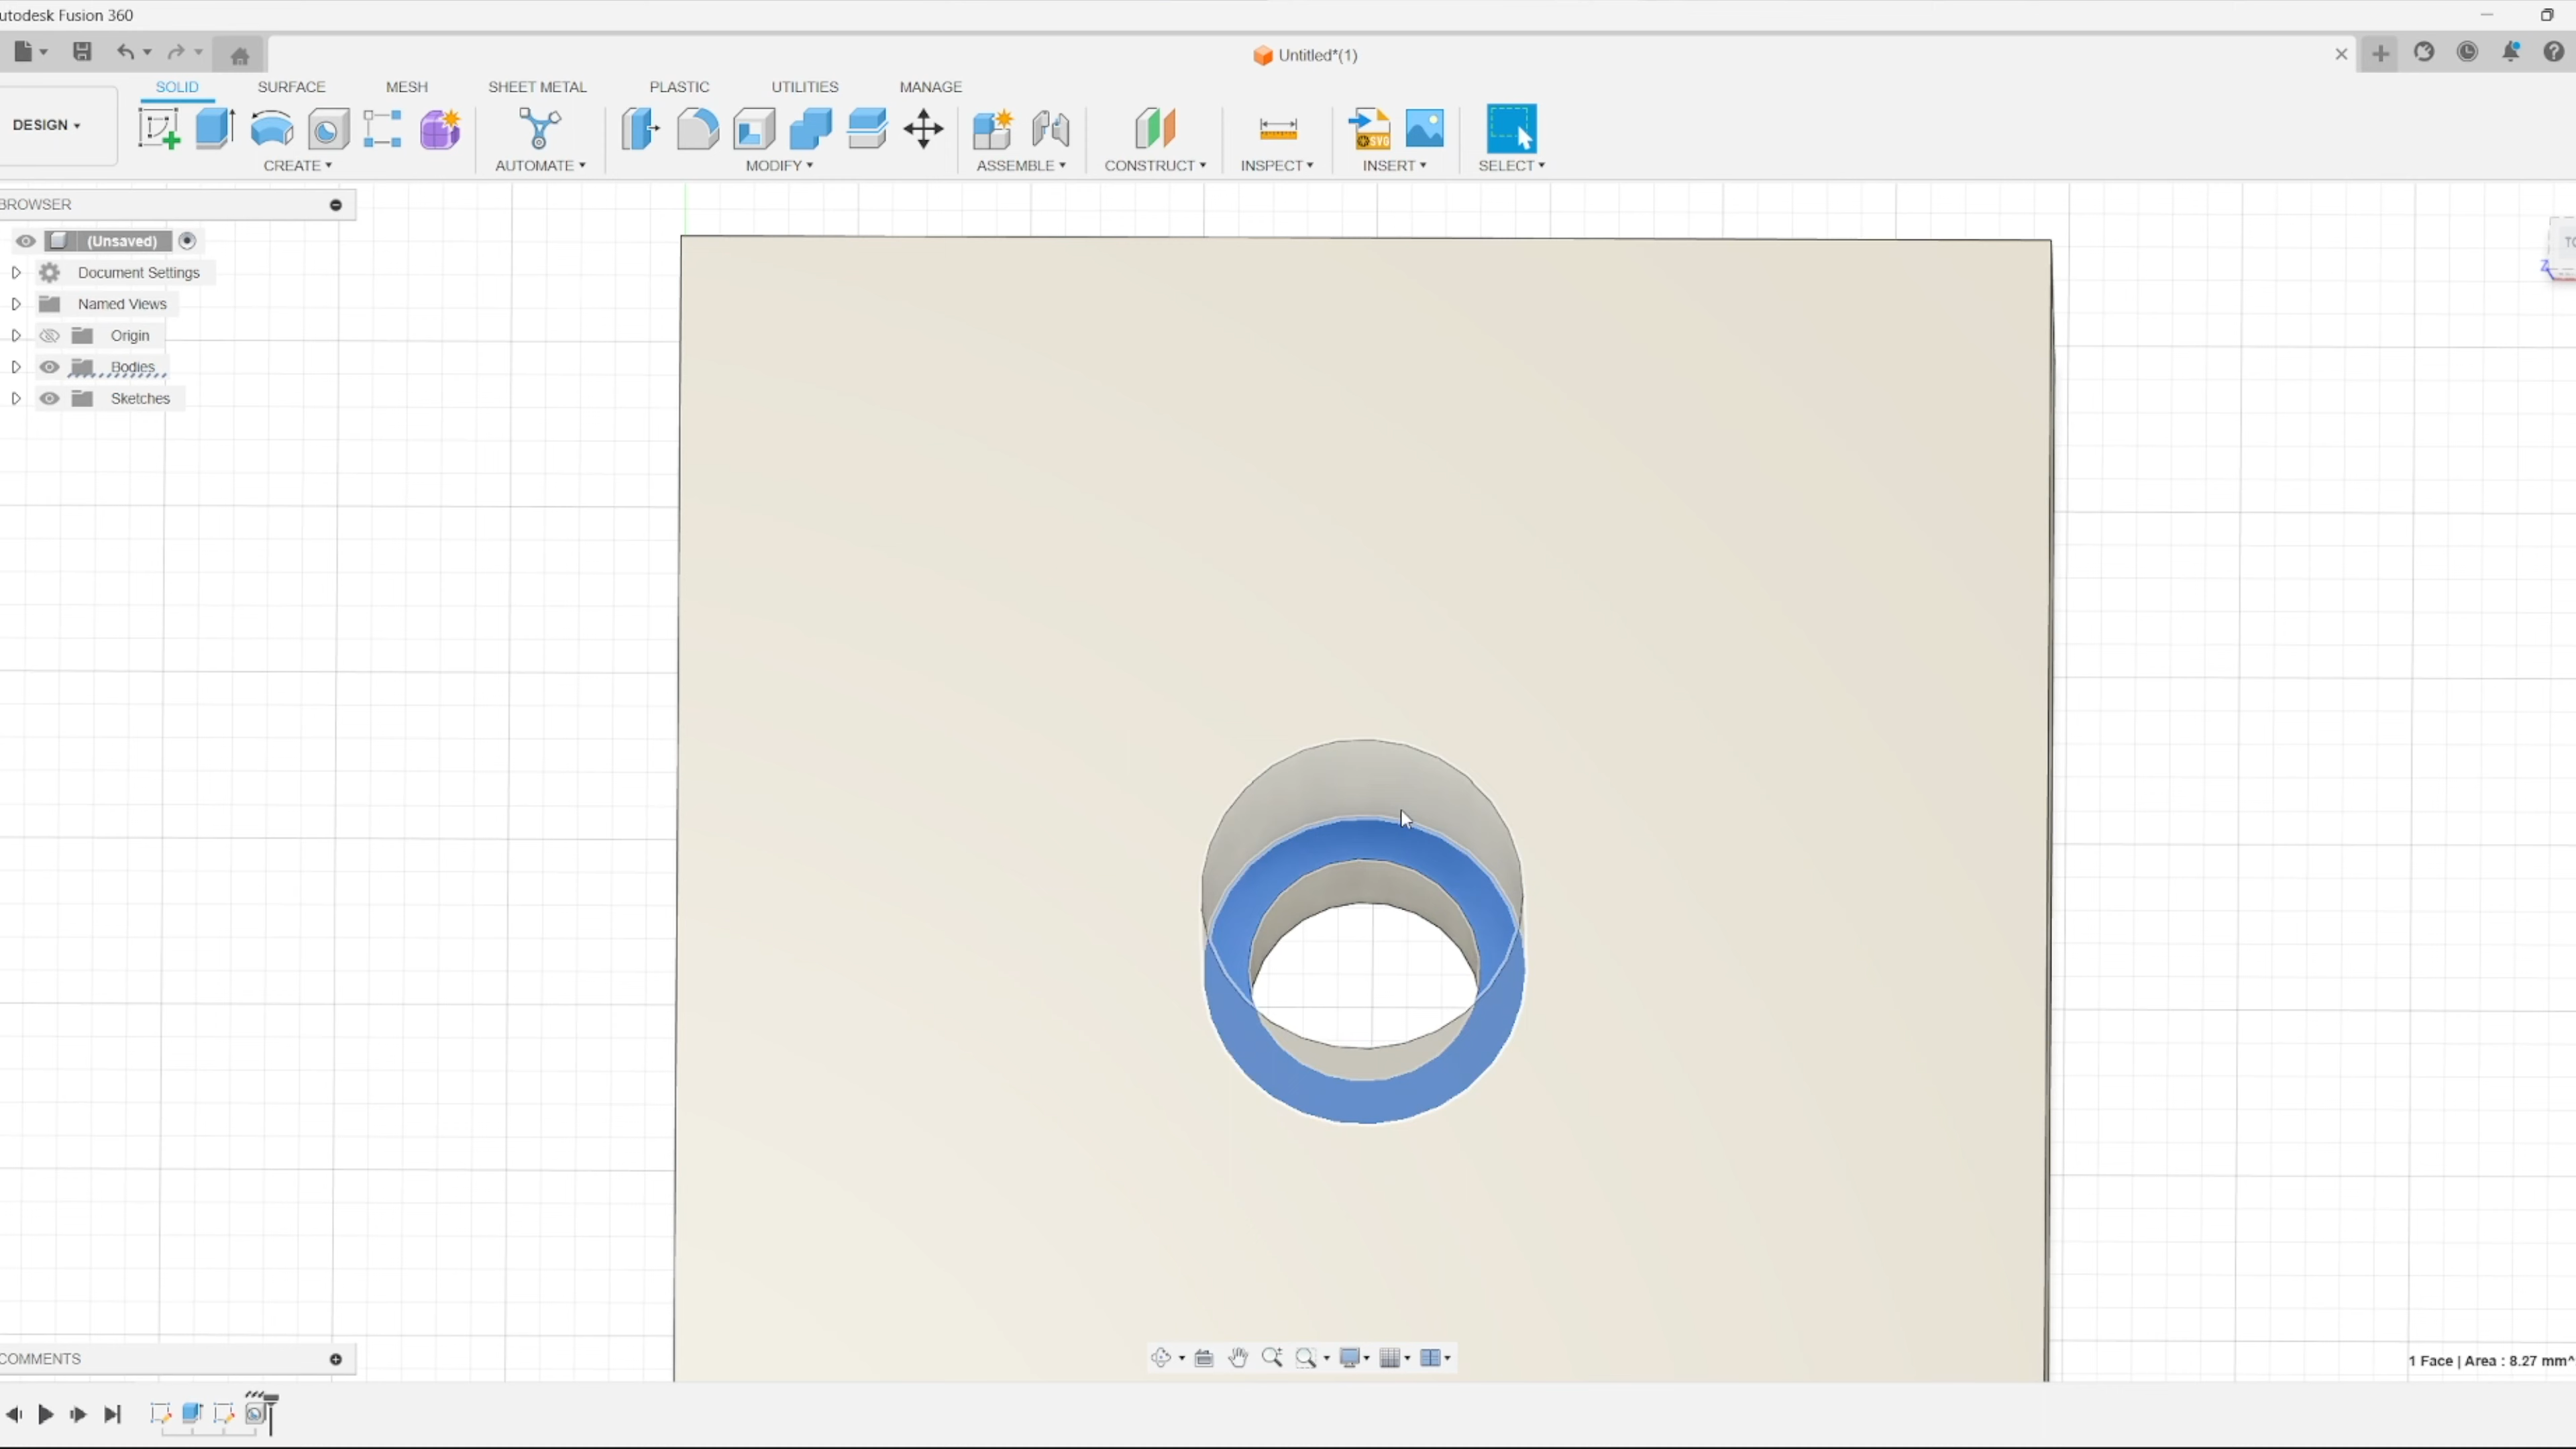 utodesk Fusion 360
Untitled*(1)
SOLID SURFACE MESH SHEET METAL PLASTIC UTILITIES MANAGE
DESIGN
SVG
CREATE AUTOMATE MODIFY ASSEMBLE CONSTRUCT INSPECT INSERT SELECT
BROWSER
(Unsaved)
Document Settings
Named Views
Origin
Bodies
Sketches
TO
Z
COMMENTS
1 Face | Area : 8.27 mm^